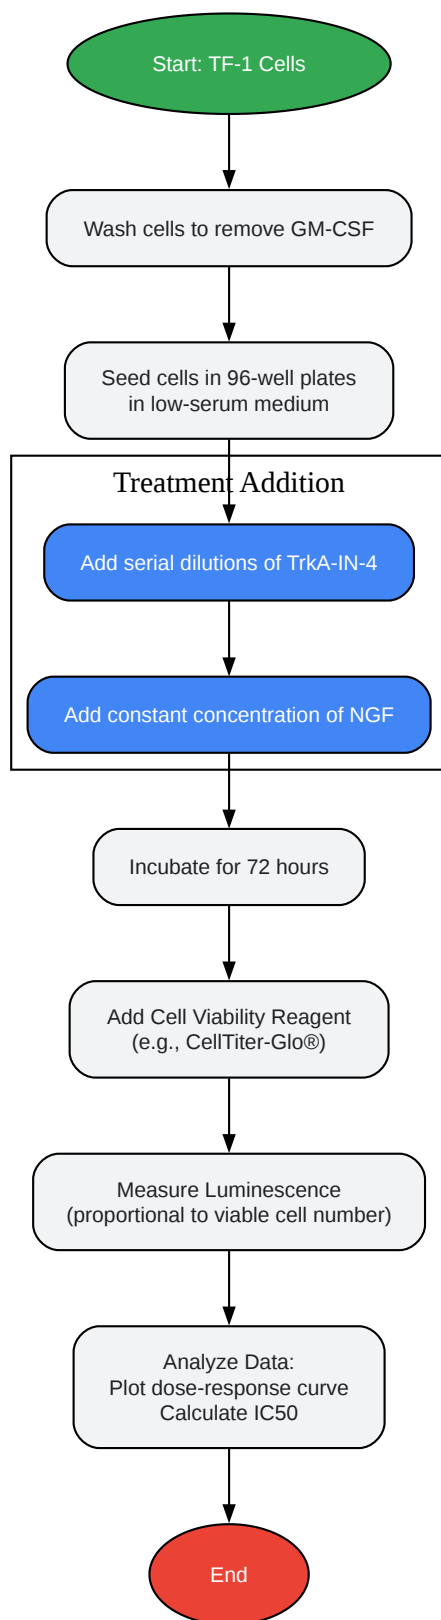 Start: TF-1 Cells
Wash cells to remove GM-CSF
Seed cells in 96-well plates
in low-serum medium
Treatment Addition
Add serial dilutions of TrkA-IN-4
Add constant concentration of NGF
Incubate for 72 hours
Add Cell Viability Reagent
(e.g., CellTiter-Glo®)
Measure Luminescence
(proportional to viable cell number)
Analyze Data:
Plot dose-response curve
Calculate IC50
End